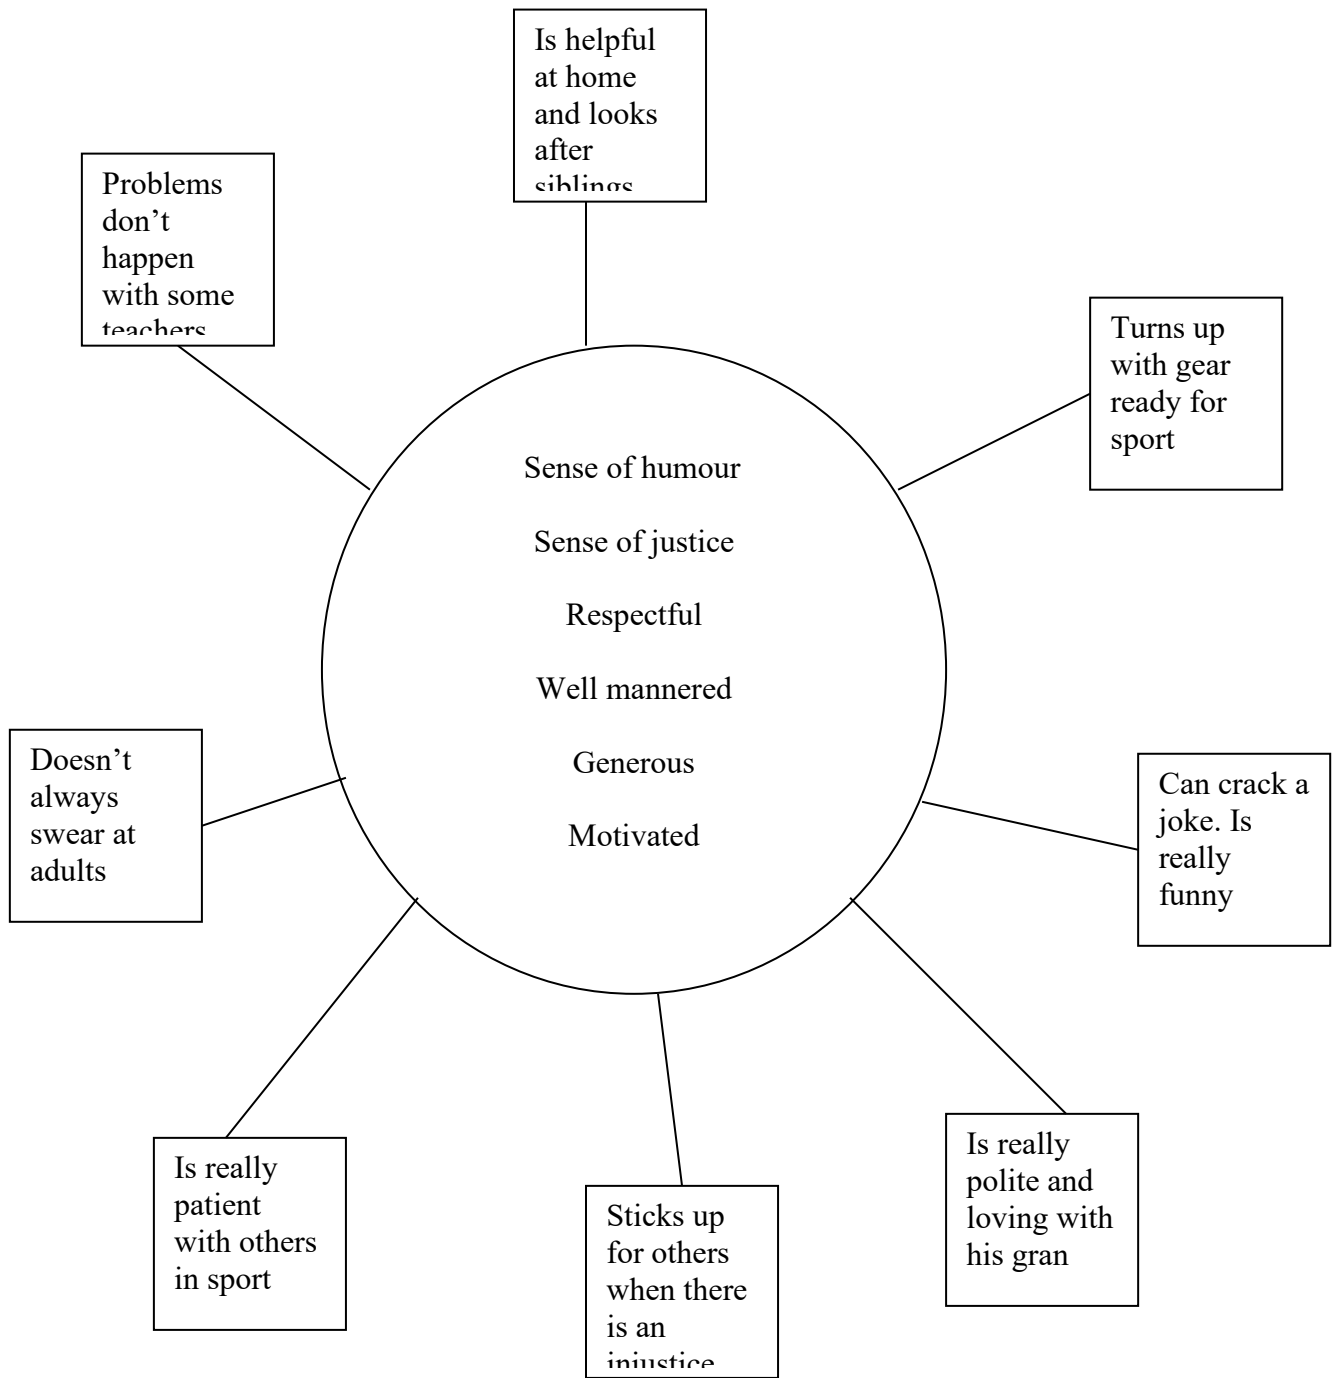 Is helpful
at home
and looks
after
siblings
Problems
don’t
happen
with some
teachers
Turns up
with gear
ready for
sport
Sense of humour
Sense of justice
Respectful
Well mannered
Generous
Motivated
Doesn’t
always
swear at
adults
Can crack a
joke. Is
really
funny
Is really
patient
with others
in sport
Sticks up
for others
when there
is an
injustice
Is really
polite and
loving with
his gran